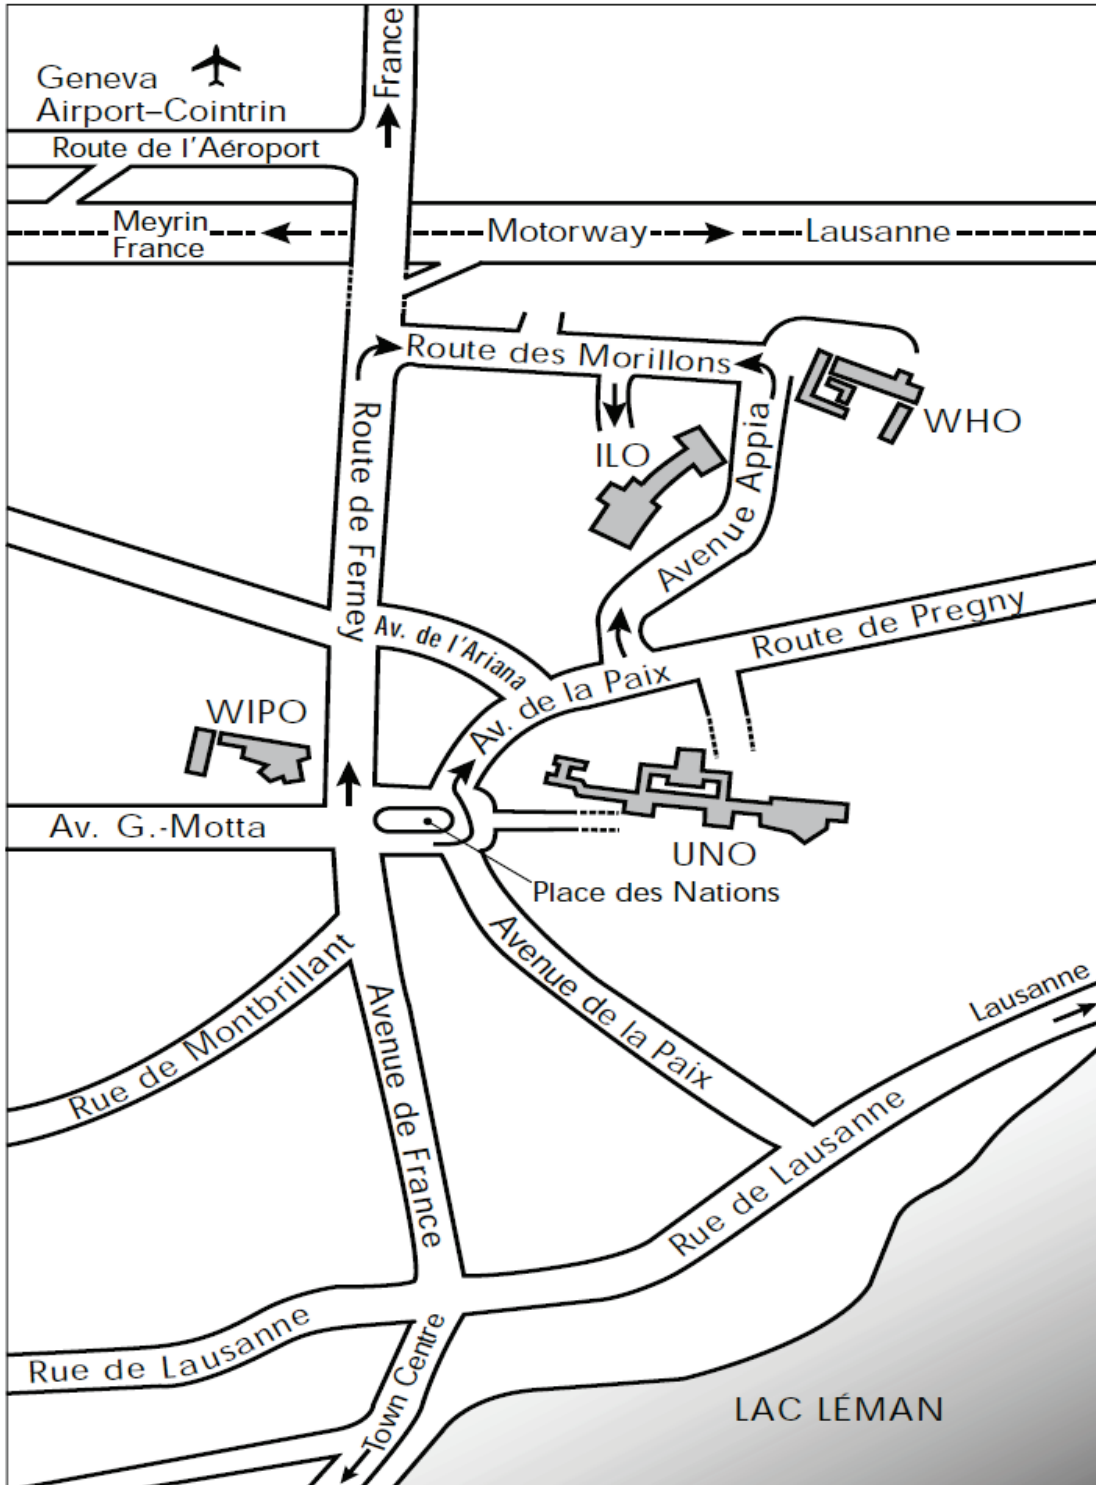 France
Geneva
Airport–Cointrin
Route de l'Aéroport
Meyrin
France
Motorway
Lausanne
Route des Morillons
WHO
ILO
Route de Ferney
Avenue Appia
Route de Pregny
Av. de l'Ariana
Av. de la Paix
WIPO
Av. G.-Motta
UNO
Place des Nations
Avenue de la Paix
Rue de Montbrillant
Avenue de France
Lausanne
Rue de Lausanne
Rue de Lausanne
Town Centre
LAC LÉMAN